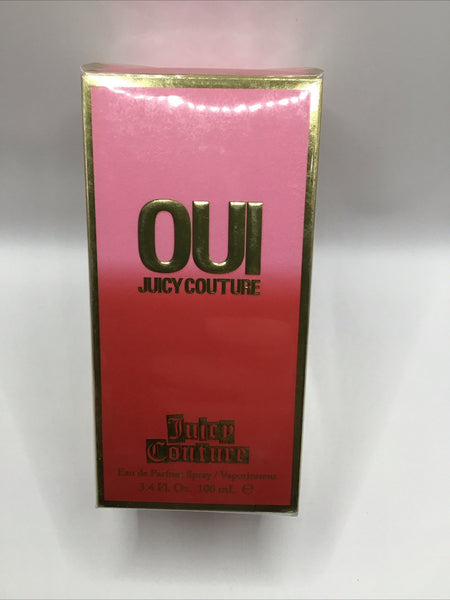 OUI
JUICY COUTURE
Juicy
Couture
Eau de Parfum Spray / Vaporisateur
3.4 Fl. Oz. 100 mL ℮